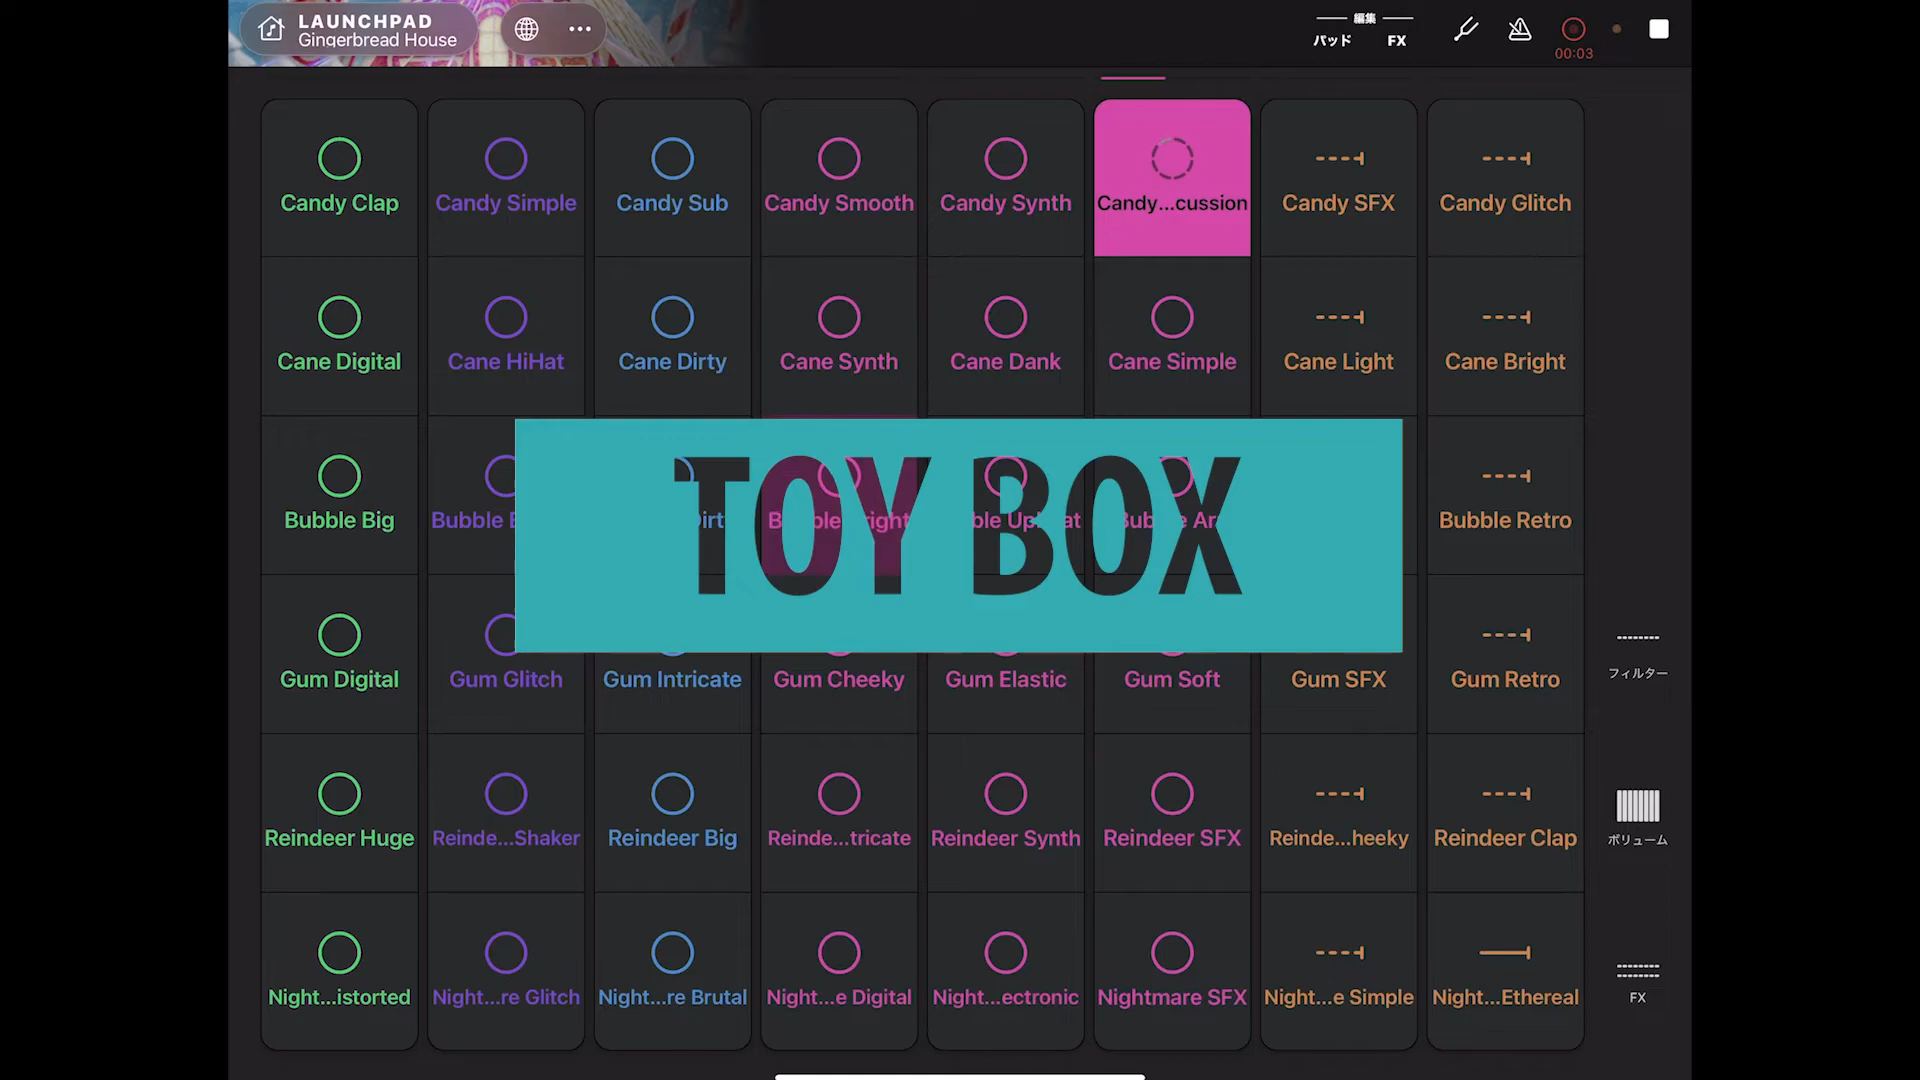 LAUNCHPAD
Gingerbread House
編集
パッド FX
00:03
Candy Clap Candy Simple Candy Sub Candy Smooth Candy Synth Candy...cussion Candy SFX Candy Glitch
Cane Digital Cane HiHat Cane Dirty Cane Synth Cane Dank Cane Simple Cane Light Cane Bright
TOY BOX
Bubble Big Bubble Bubble Retro
Gum Digital Gum Glitch Gum Intricate Gum Cheeky Gum Elastic Gum Soft Gum SFX Gum Retro
フィルター
Reindeer Huge Reinde...Shaker Reindeer Big Reinde...tricate Reindeer Synth Reindeer SFX Reinde...heeky Reindeer Clap
ボリューム
Night...istorted Night...re Glitch Night...re Brutal Night...e Digital Night...ectronic Nightmare SFX Night...e Simple Night...Ethereal
FX